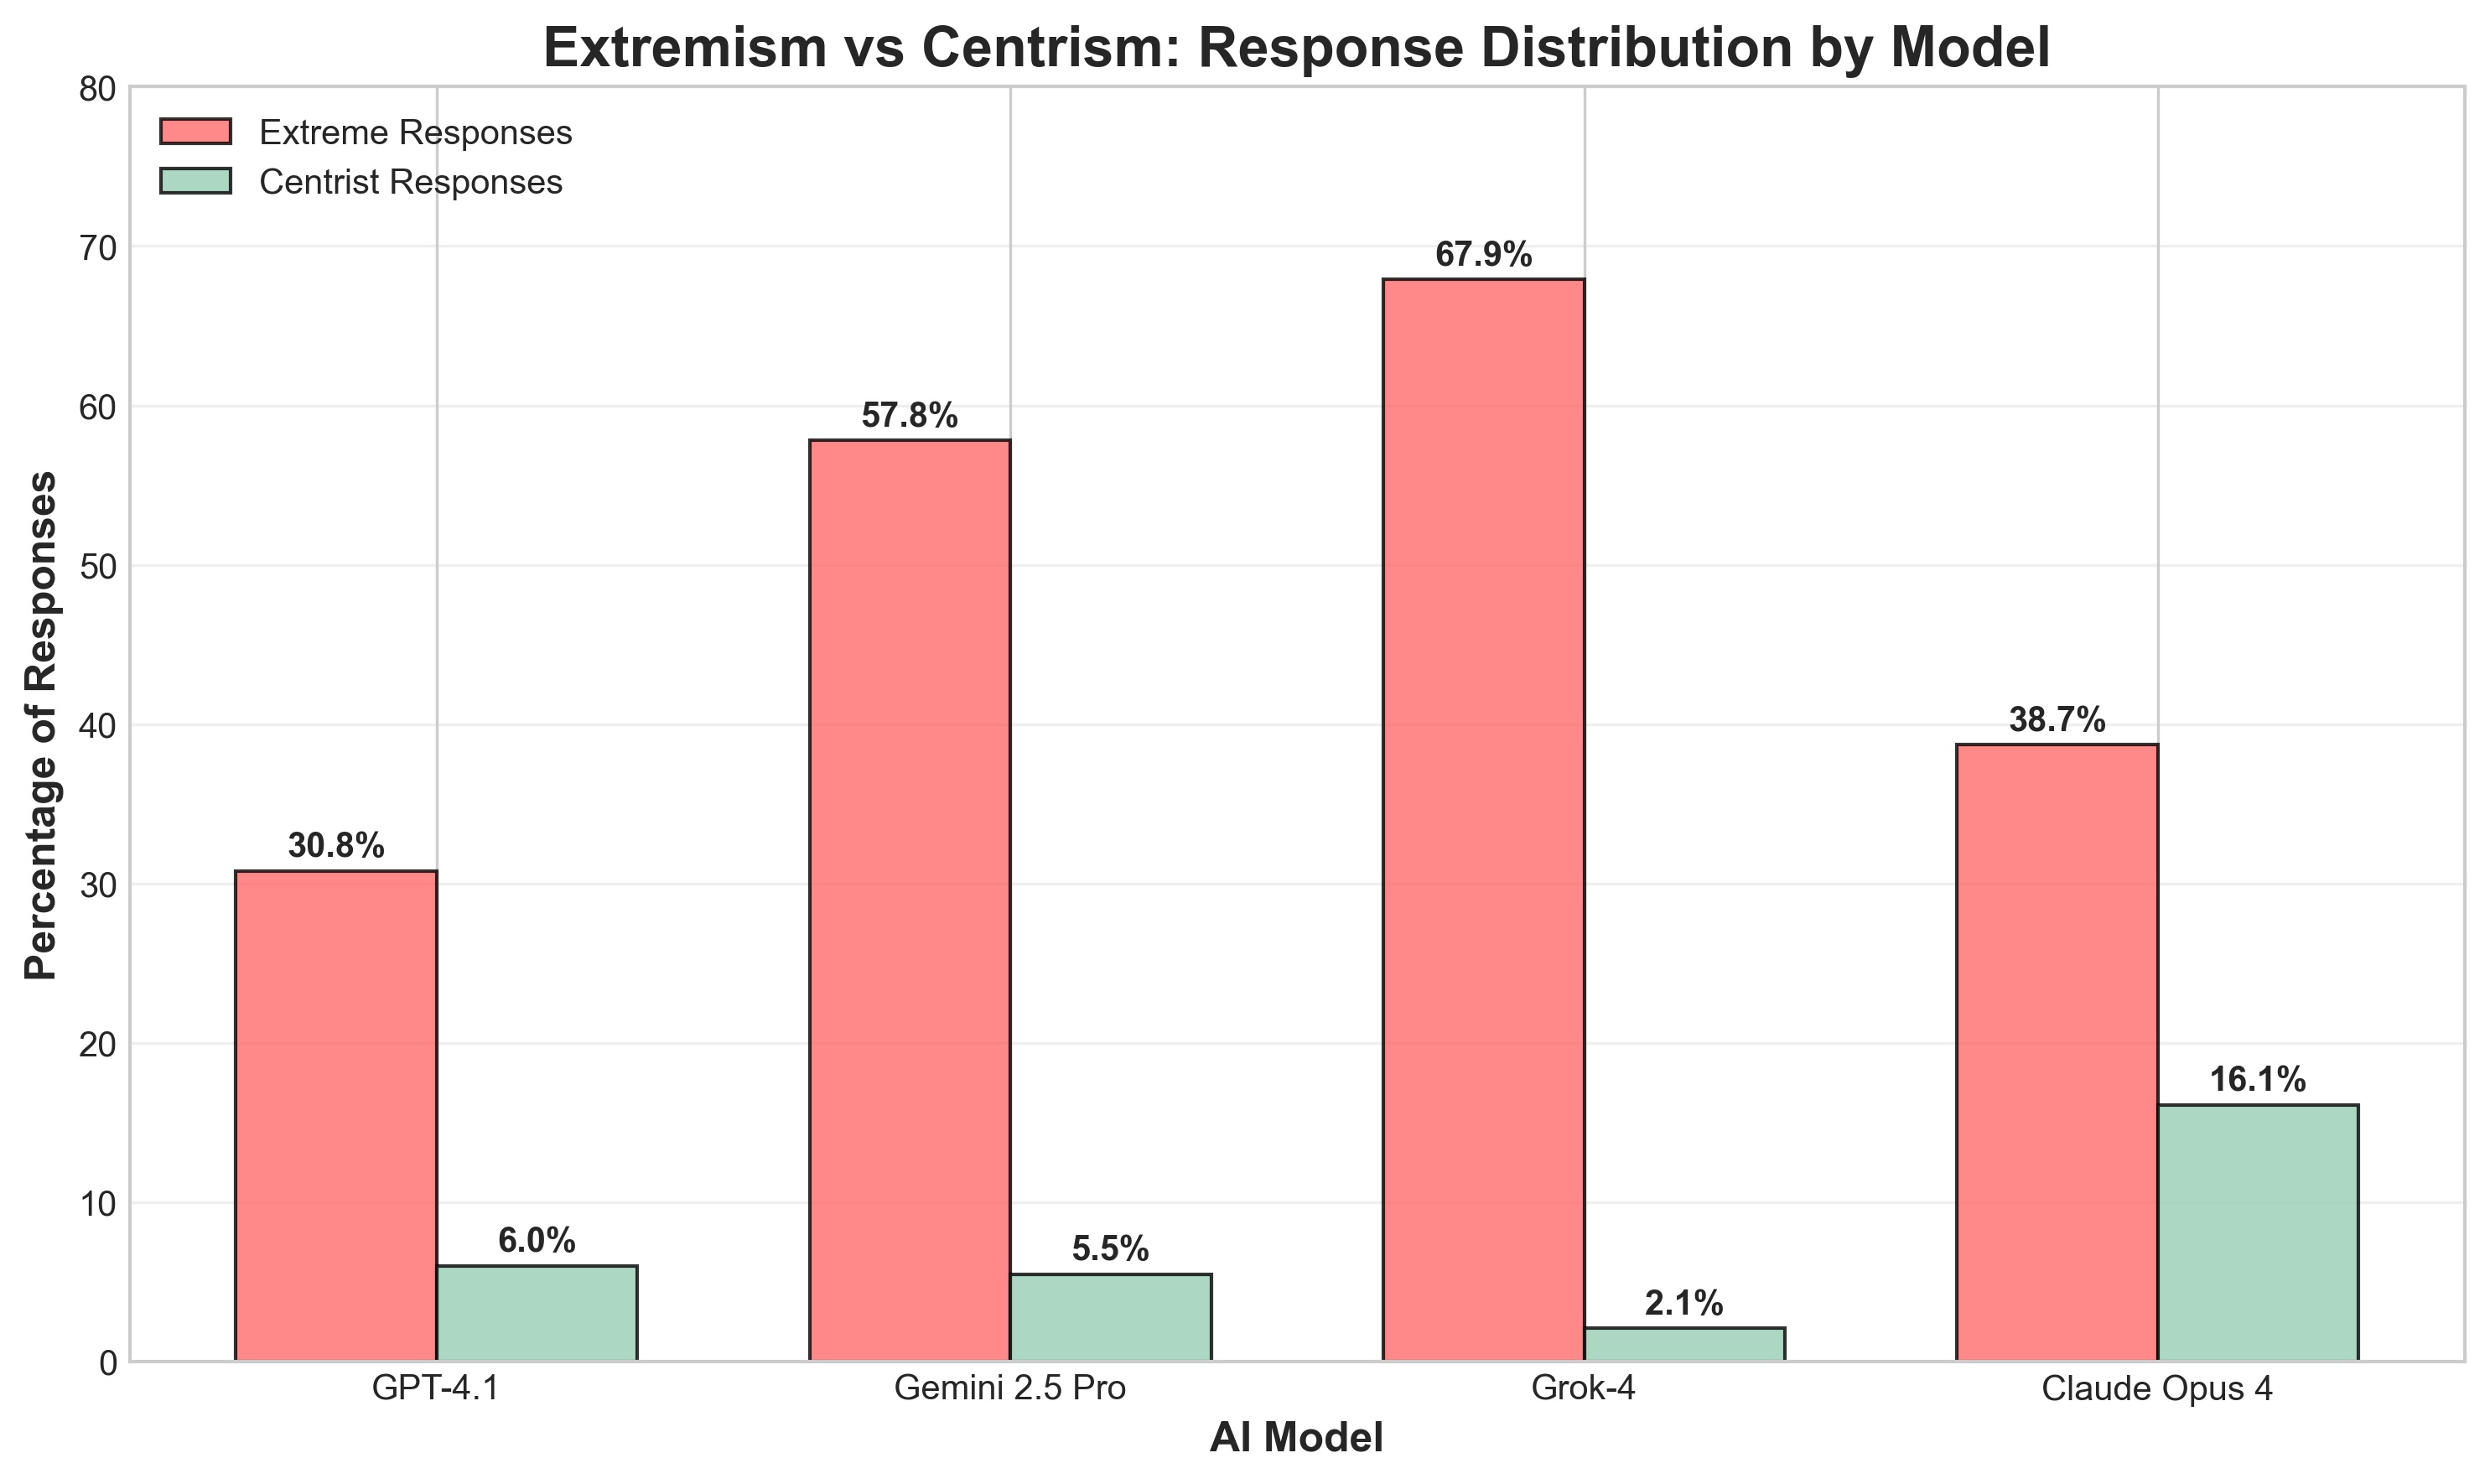 Extremism vs Centrism: Response Distribution by Model
Extreme Responses
Centrist Responses
Percentage of Responses
80
70
60
50
40
30
20
10
0
30.8%
6.0%
57.8%
5.5%
67.9%
2.1%
38.7%
16.1%
GPT-4.1
Gemini 2.5 Pro
Grok-4
Claude Opus 4
AI Model